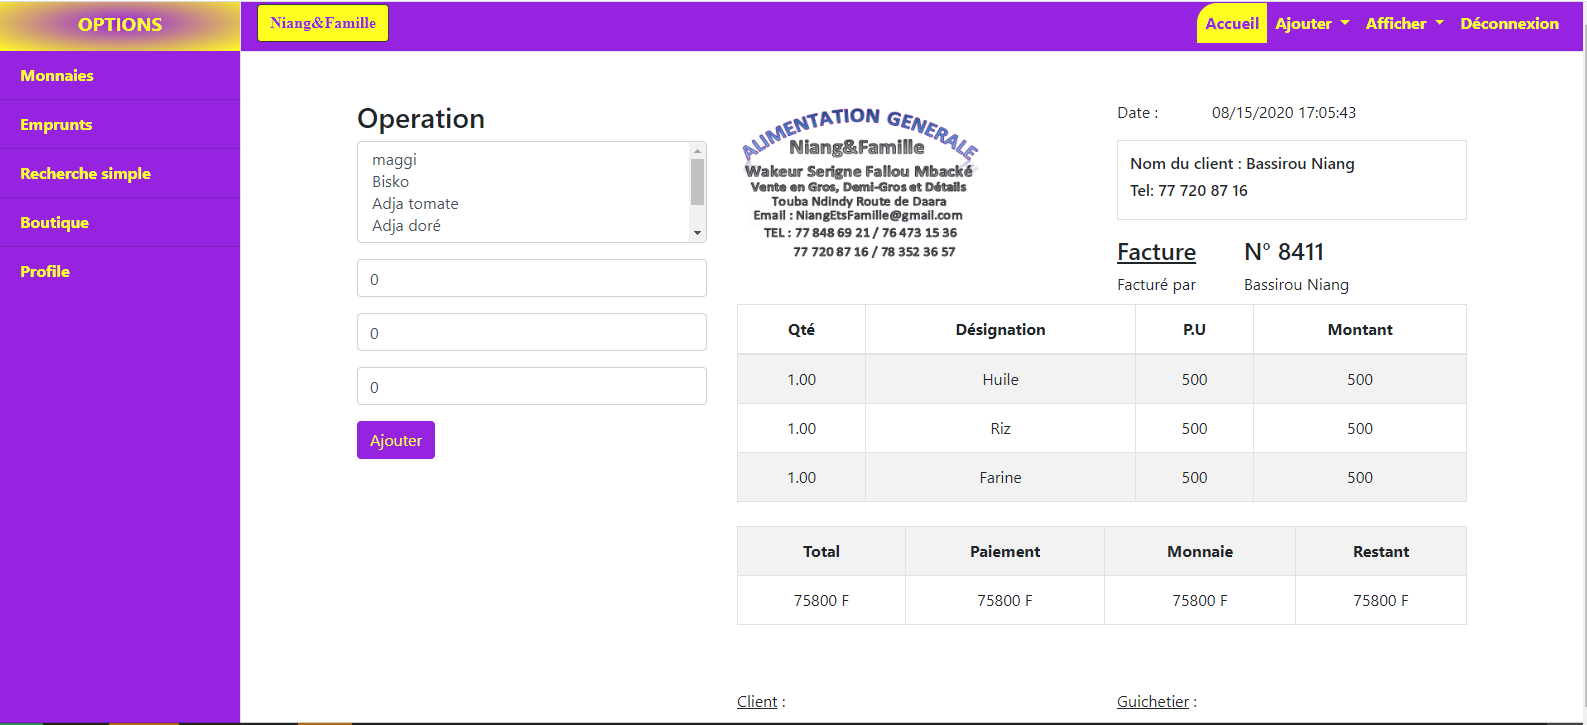 OPTIONS
Niang&Famille
Accueil
Ajouter
Afficher
Déconnexion
Monnaies
Emprunts
Recherche simple
Boutique
Profile
Operation
maggi
Bisko
Adja tomate
Adja doré
0
0
0
Ajouter
ALIMENTATION GENERALE
Niang&Famille
Wakeur Serigne Fallou Mbacké
Vente en Gros, Demi-Gros et Détails
Touba Ndindy Route de Daara
Email : NiangEtsFamille@gmail.com
TEL : 77 848 69 21 / 76 473 15 36
77 720 87 16 / 78 352 36 57
Date : 08/15/2020 17:05:43
Nom du client : Bassirou Niang
Tel: 77 720 87 16
Facture N° 8411
Facturé par Bassirou Niang
Qté Désignation P.U Montant
1.00 Huile 500 500
1.00 Riz 500 500
1.00 Farine 500 500
Total Paiement Monnaie Restant
75800 F 75800 F 75800 F 75800 F
Client : Guichetier :